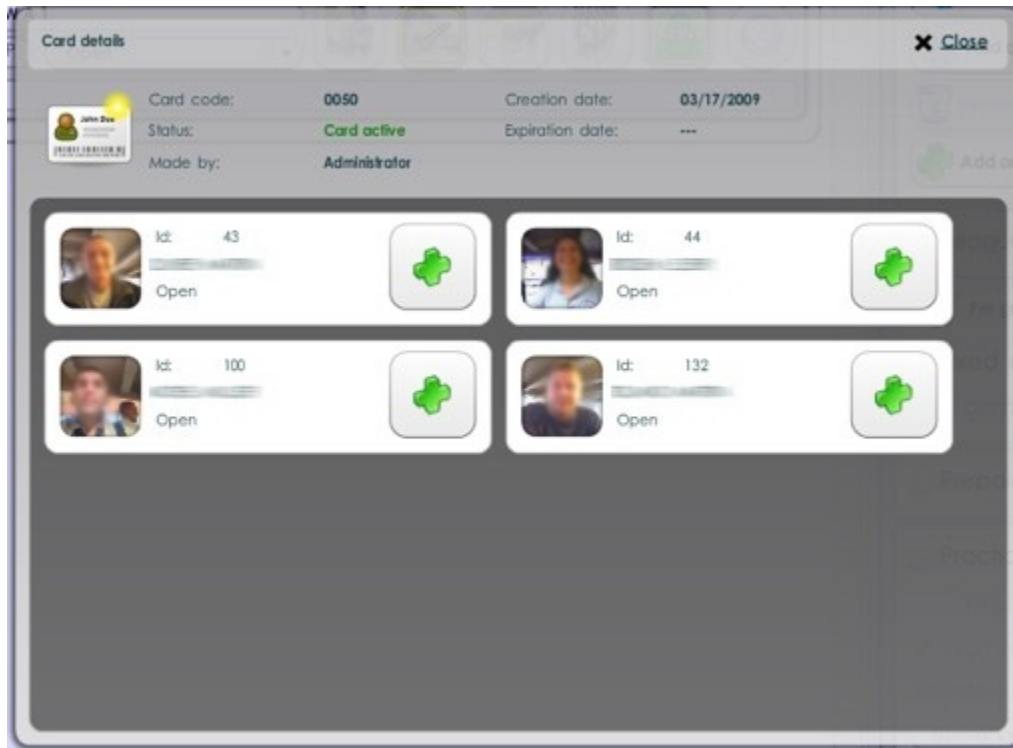 Card details
Close
Card code: 0050 Creation date: 03/17/2009
John Doe
Status: Card active Expiration date: ---
Made by: Administrator
Add
Id: 43
Open
Id: 44
Open
Id: 100
Open
Id: 132
Open